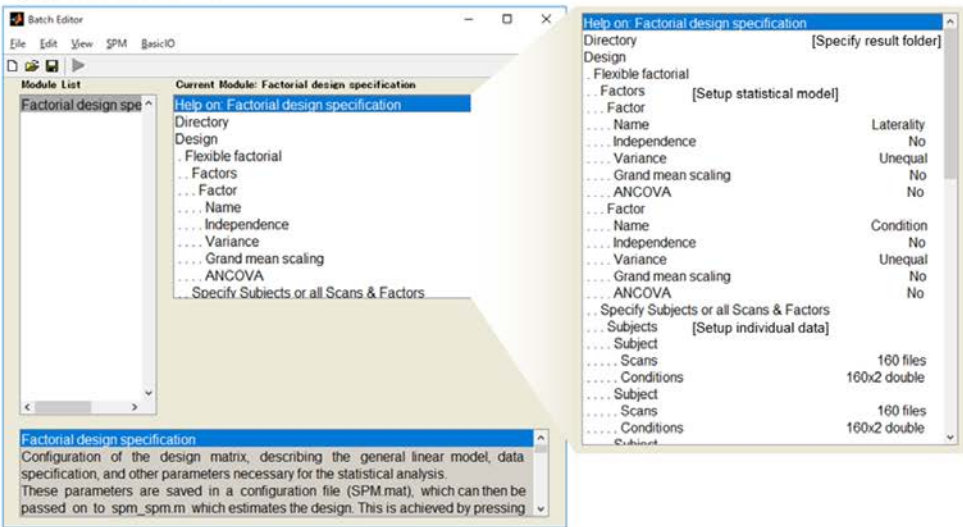 Batch Editor
File Edit View SPM BasicIO
Module List
Factorial design spe
Current Module: Factorial design specification
Help on: Factorial design specification
Directory
Design
. Flexible factorial
. . Factors
. . . Factor
. . . . Name
. . . . Independence
. . . . Variance
. . . . Grand mean scaling
. . . . ANCOVA
. . Specify Subjects or all Scans & Factors
Factorial design specification
Configuration of the design matrix, describing the general linear model, data
specification, and other parameters necessary for the statistical analysis.
These parameters are saved in a configuration file (SPM.mat), which can then be
passed on to spm_spm.m which estimates the design. This is achieved by pressing
Help on: Factorial design specification
Directory [Specify result folder]
Design
. Flexible factorial
. . Factors [Setup statistical model]
. . . Factor
. . . . Name Laterality
. . . . Independence No
. . . . Variance Unequal
. . . . Grand mean scaling No
. . . . ANCOVA No
. . . Factor
. . . . Name Condition
. . . . Independence No
. . . . Variance Unequal
. . . . Grand mean scaling No
. . . . ANCOVA No
. . Specify Subjects or all Scans & Factors
. . . Subjects [Setup individual data]
. . . . Subject
. . . . . Scans 160 files
. . . . . Conditions 160x2 double
. . . . Subject
. . . . . Scans 160 files
. . . . . Conditions 160x2 double
. . . . Subject